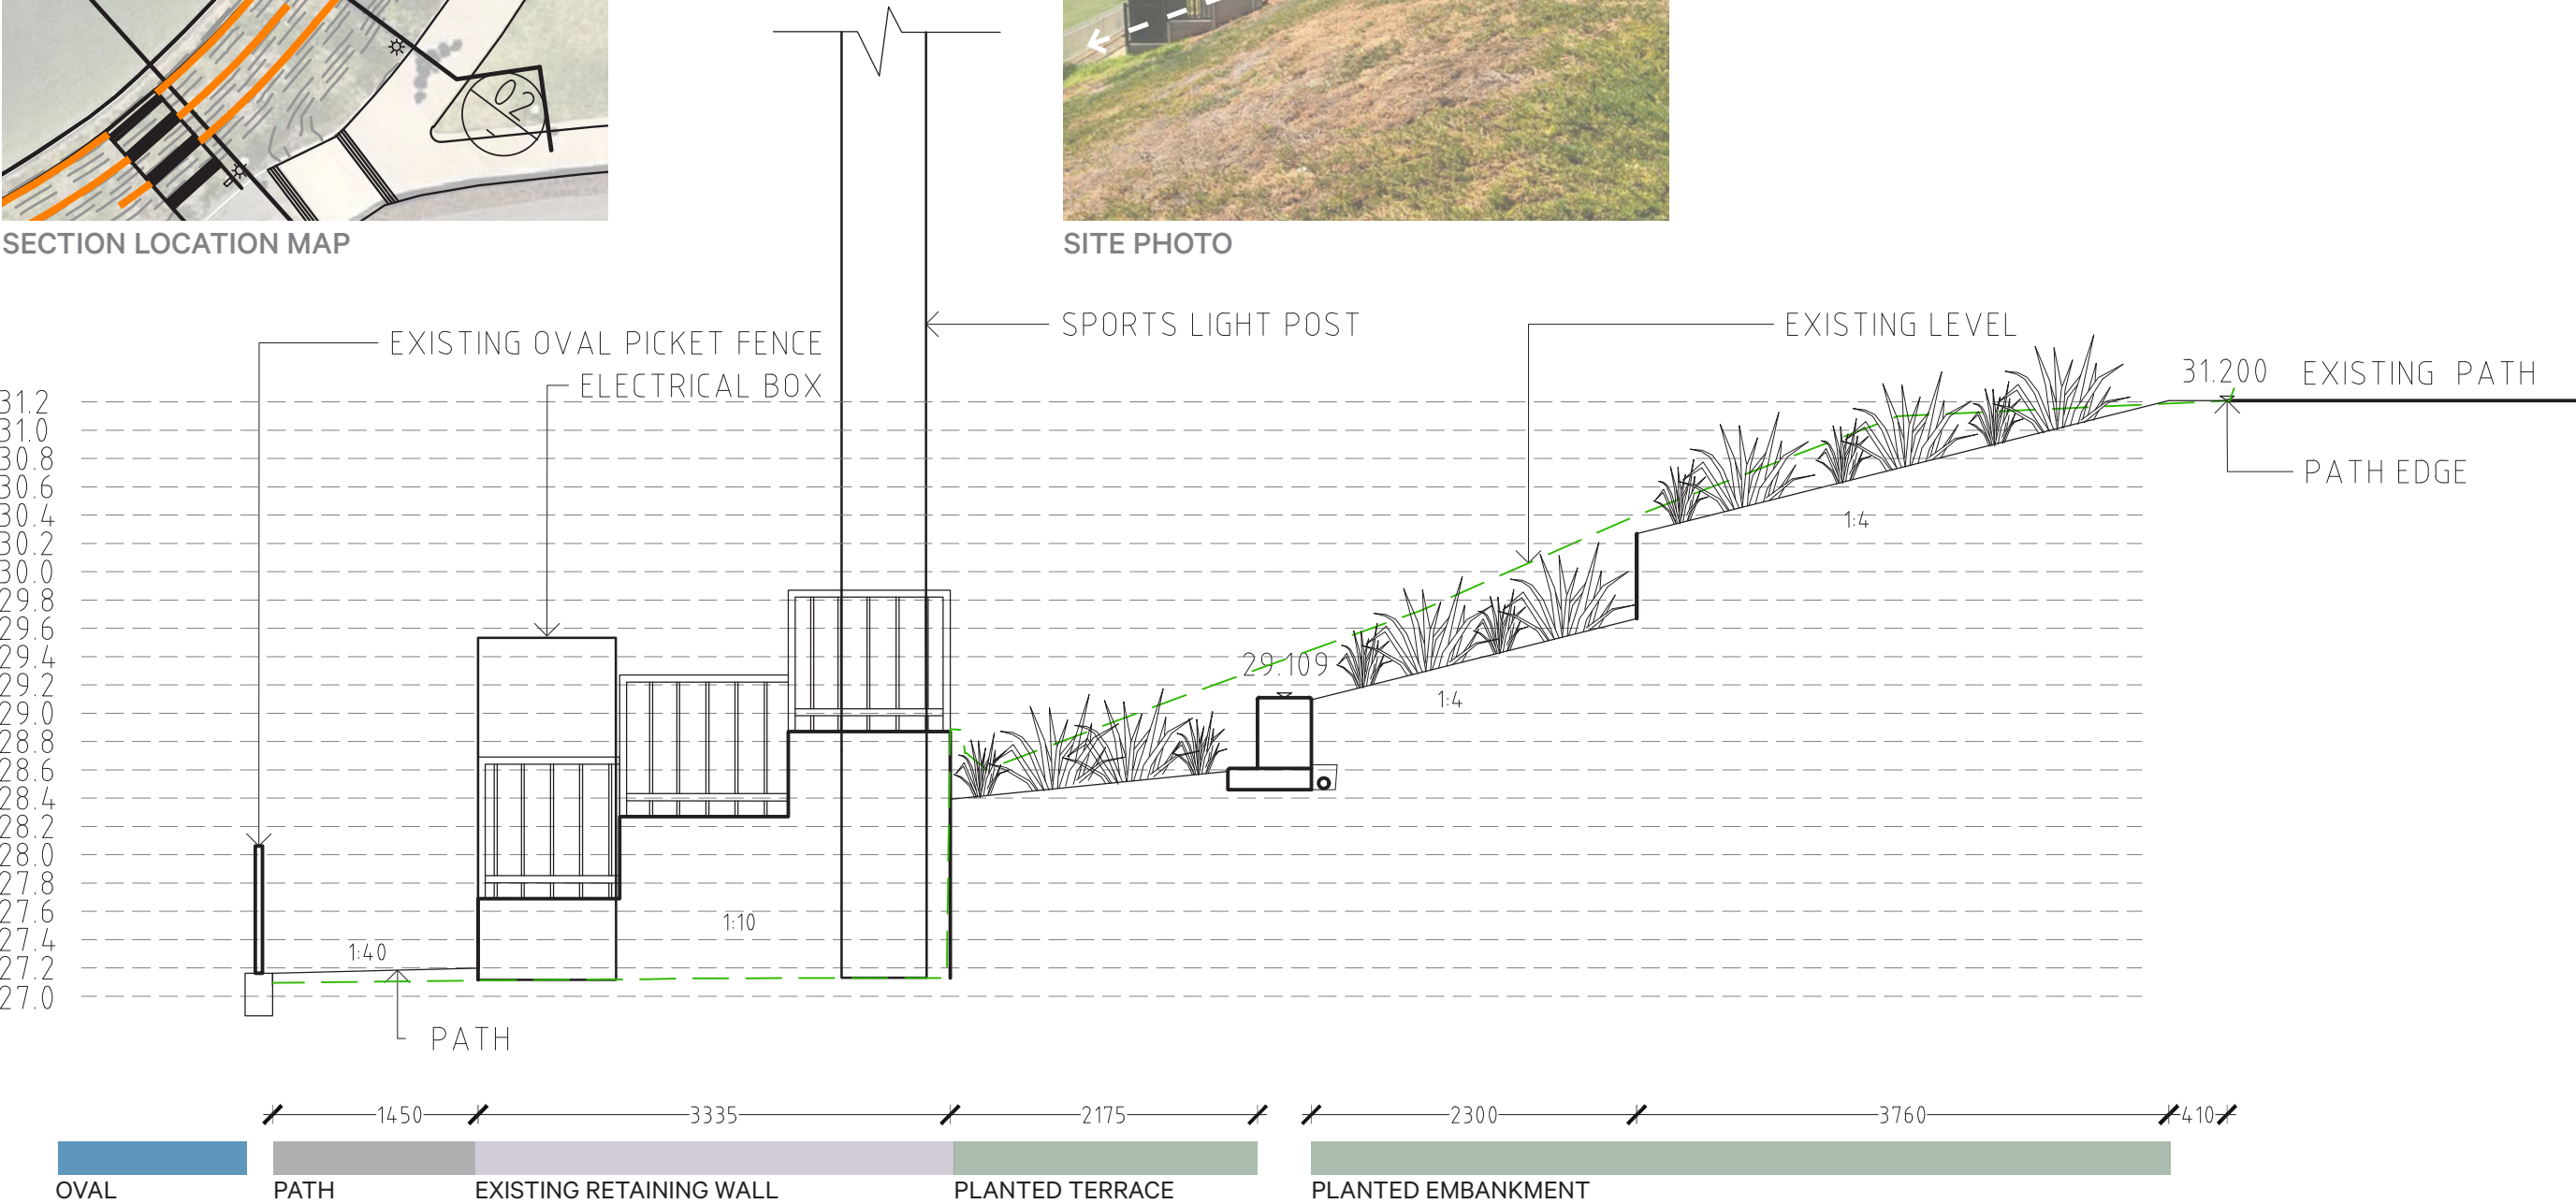 02
SECTION LOCATION MAP
SITE PHOTO
SPORTS LIGHT POST
EXISTING LEVEL
EXISTING OVAL PICKET FENCE
ELECTRICAL BOX
31.200 EXISTING PATH
PATH EDGE
31.2
31.0
30.8
30.6
30.4
30.2
30.0
29.8
29.6
29.4
29.2
29.0
28.8
28.6
28.4
28.2
28.0
27.8
27.6
27.4
27.2
27.0
1:4
29.109
1:4
1:10
1:40
PATH
1450 3335 2175 2300 3760 410
OVAL PATH EXISTING RETAINING WALL PLANTED TERRACE PLANTED EMBANKMENT